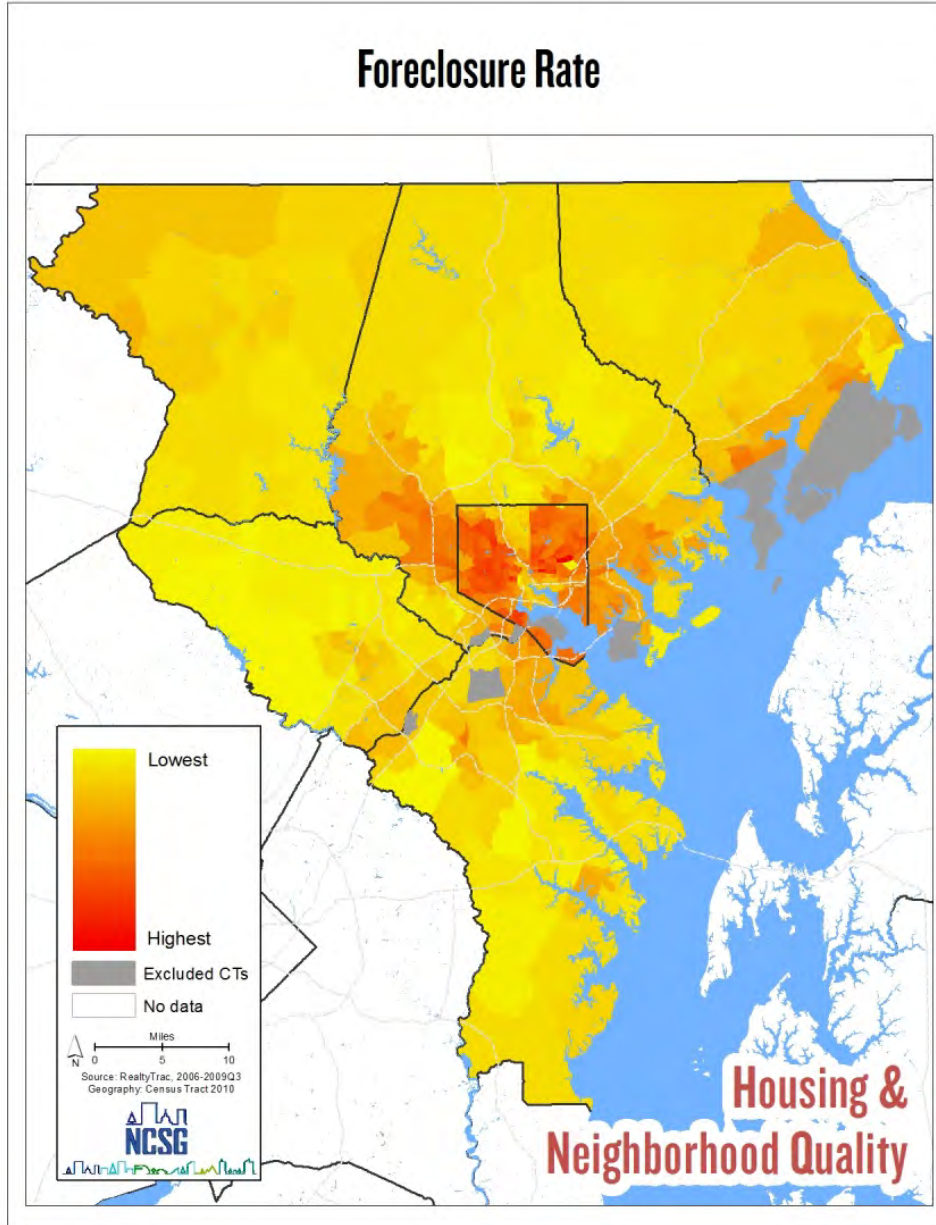 Foreclosure Rate
Lowest
Highest
Excluded CTs
No data
Miles
N
0 5 10
Source: RealtyTrac, 2006-2009Q3
Geography: Census Tract 2010
NCSG
Housing &
Neighborhood Quality